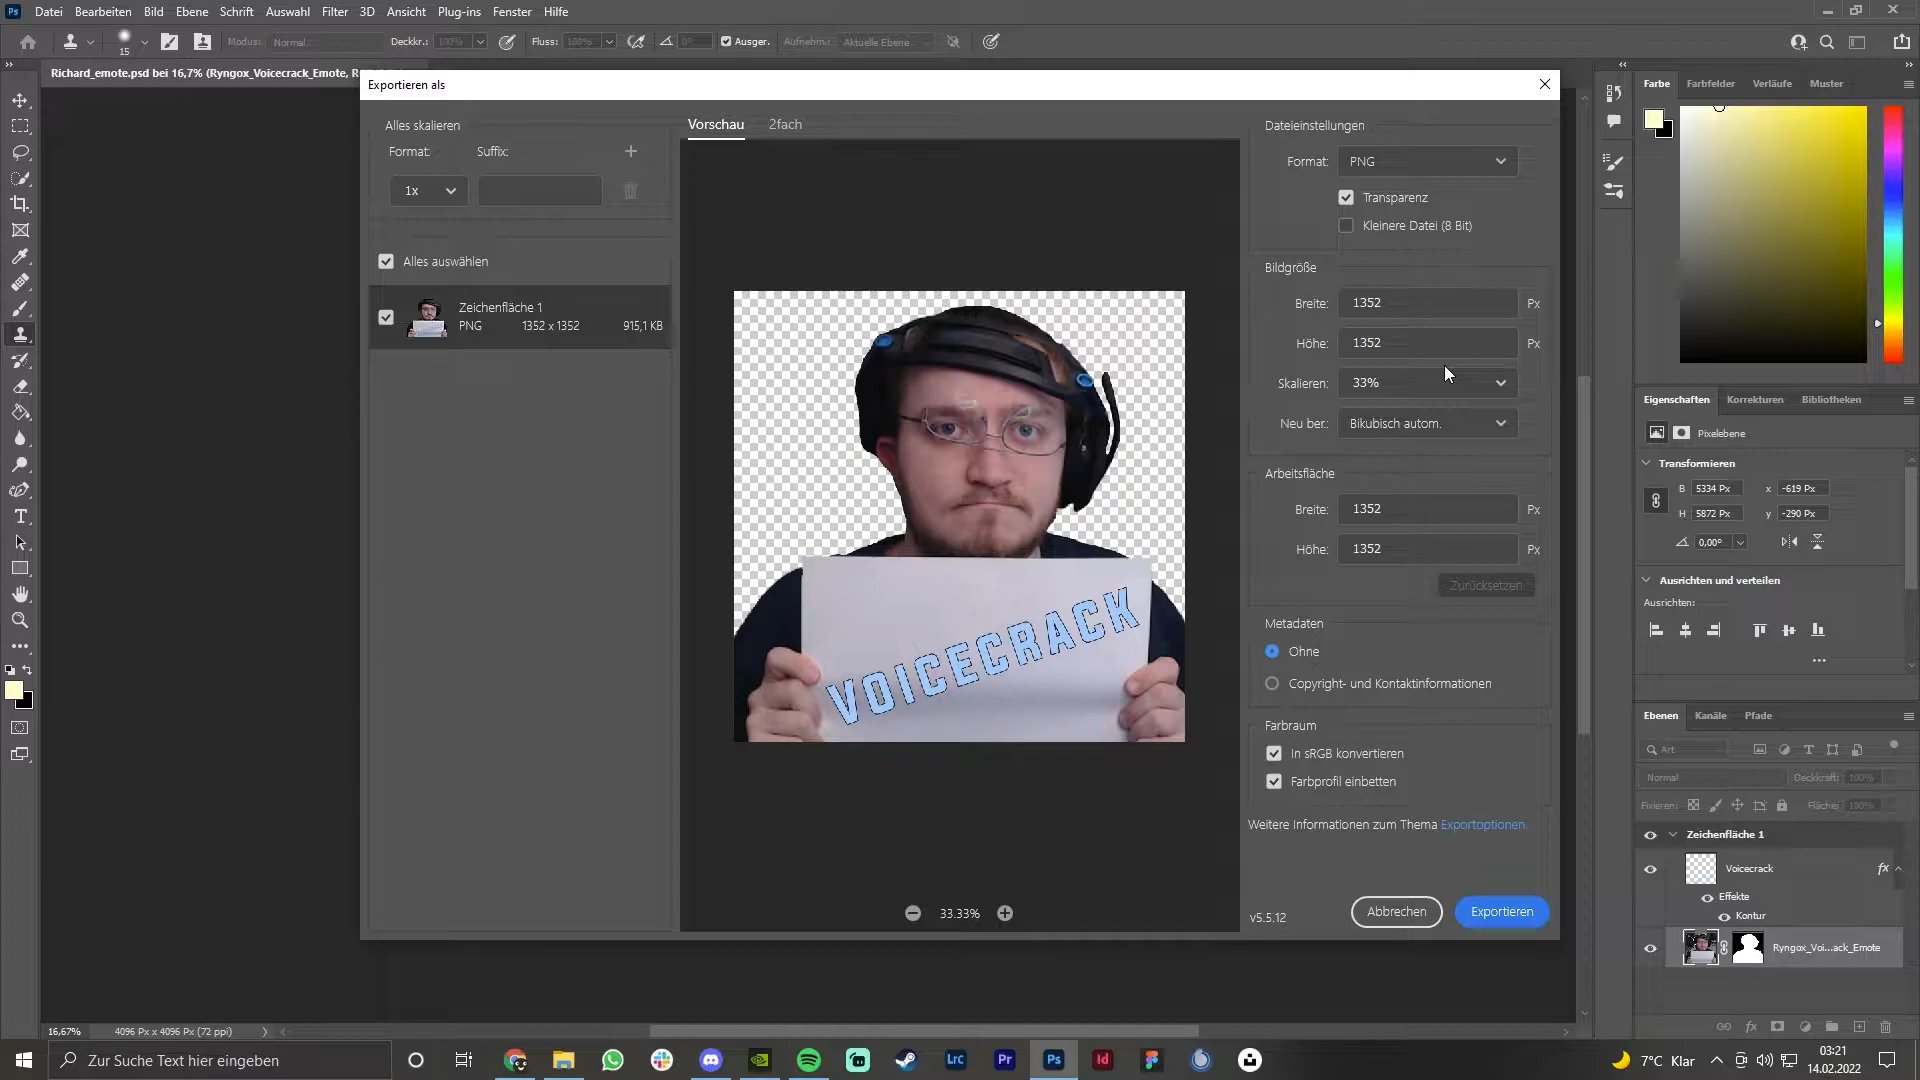 Datei Bearbeiten Bild Ebene Schrift Auswahl Filter 3D Ansicht Plug-ins Fenster Hilfe
15 Modus: Normal Deckkr.: 100% Fluss: 100% 0° Ausger. Aufnehm.: Aktuelle Ebene
Richard_emote.psd bei 16,7% (Ryngox_Voicecrack_Emote, R
Exportieren als
Alles skalieren
Format: Suffix:
1x
Alles auswählen
Zeichenfläche 1
PNG 1352 x 1352 915,1 KB
Vorschau 2fach
VOICECRACK
33.33%
Dateieinstellungen
Format: PNG
Transparenz
Kleinere Datei (8 Bit)
Bildgröße
Breite: 1352 Px
Höhe: 1352 Px
Skalieren: 33%
Neu ber.: Bikubisch autom.
Arbeitsfläche
Breite: 1352 Px
Höhe: 1352 Px
Zurücksetzen
Metadaten
Ohne
Copyright- und Kontaktinformationen
Farbraum
In sRGB konvertieren
Farbprofil einbetten
Weitere Informationen zum Thema Exportoptionen.
v5.5.12 Abbrechen Exportieren
Farbe Farbfelder Verläufe Muster
Eigenschaften Korrekturen Bibliotheken
Pixelebene
Transformieren
B 5334 Px x -619 Px
H 5872 Px y -290 Px
0,00°
Ausrichten und verteilen
Ausrichten:
Ebenen Kanäle Pfade
Art
Normal Deckkraft: 100%
Fixieren: Fläche: 100%
Zeichenfläche 1
Voicecrack fx
Effekte
Kontur
Ryngox_Voi...ack_Emote
16,67% 4096 Px x 4096 Px (72 ppi)
Zur Suche Text hier eingeben
Lrc Pr Ps Id
7°C Klar
03:21
14.02.2022